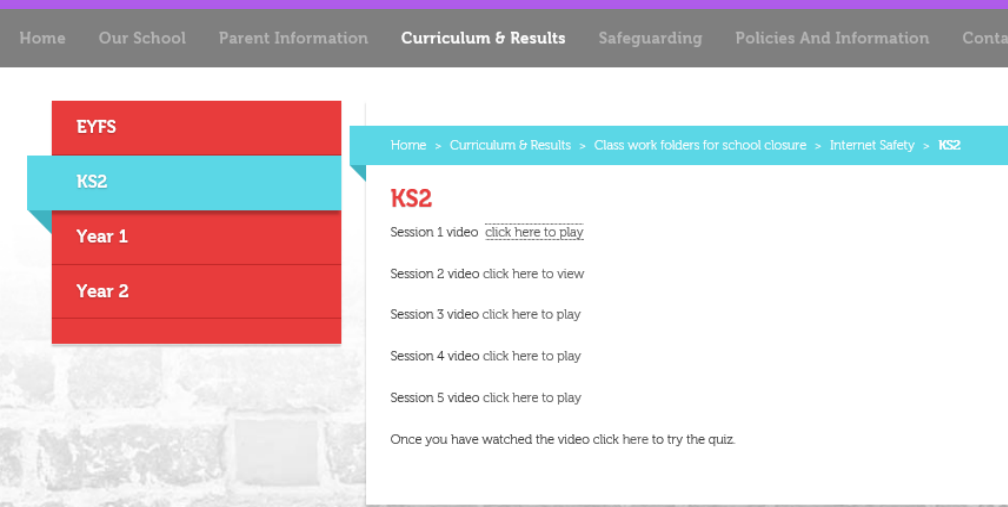 Home Our School Parent Information Curriculum & Results Safeguarding Policies And Information
EYFS
KS2
Year 1
Year 2
Home > Curriculum & Results > Class work folders for school closure > Internet Safety > KS2
KS2
Session 1 video click here to play
Session 2 video click here to view
Session 3 video click here to play
Session 4 video click here to play
Session 5 video click here to play
Once you have watched the video click here to try the quiz.